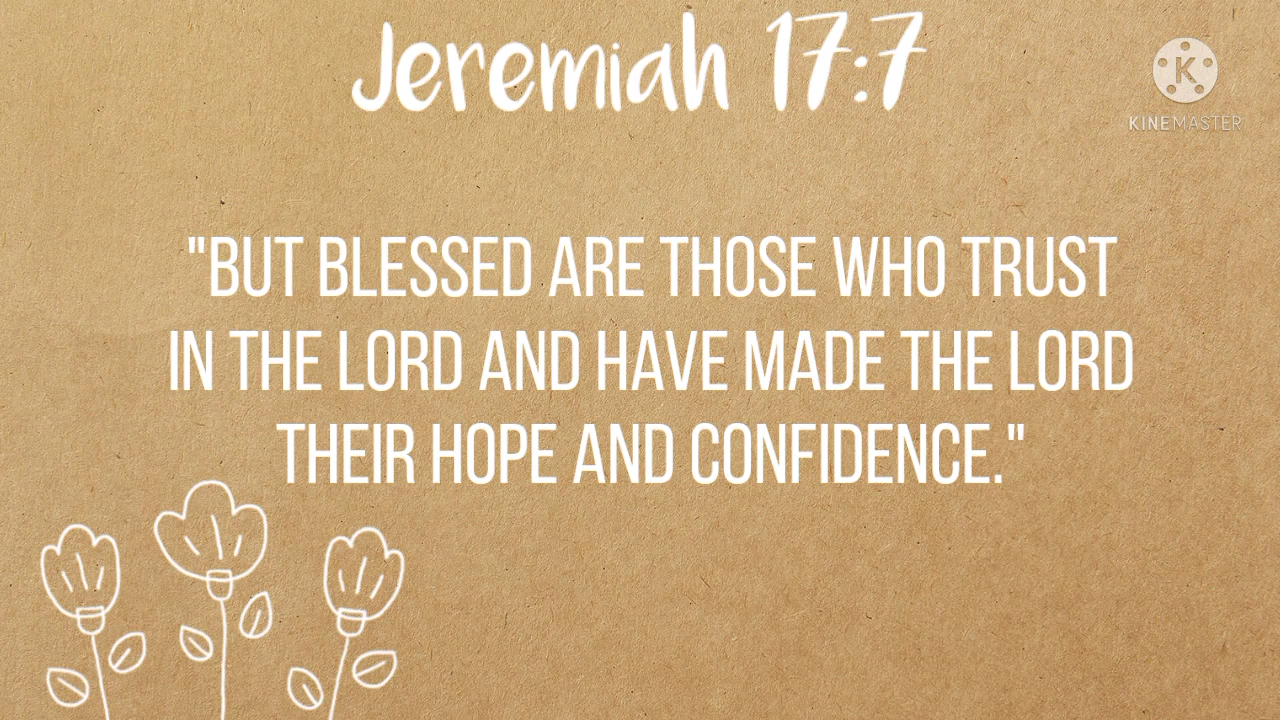 Jeremiah 17:7
K
KINEMASTER
"BUT BLESSED ARE THOSE WHO TRUST
IN THE LORD AND HAVE MADE THE LORD
THEIR HOPE AND CONFIDENCE."